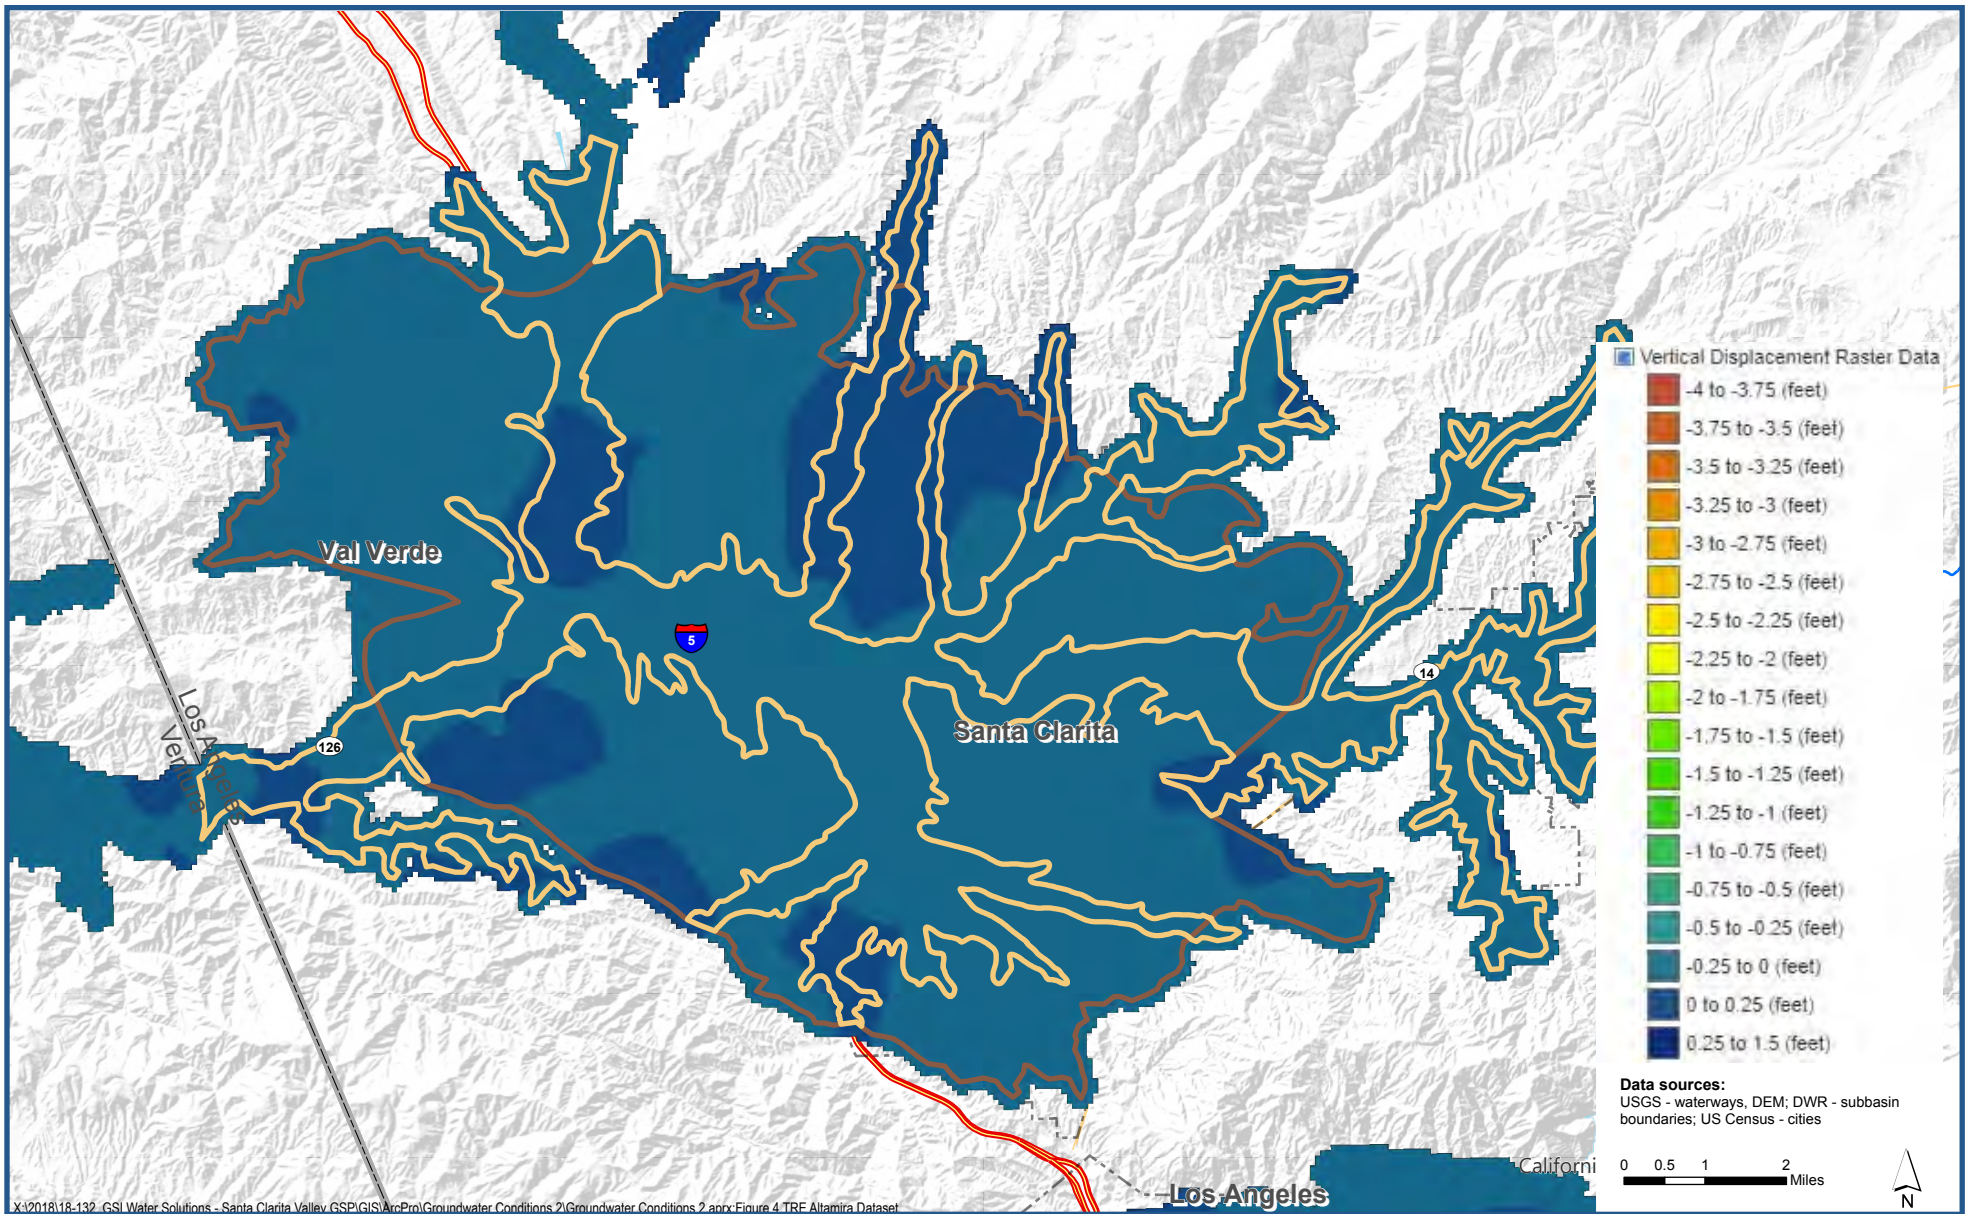 Val Verde
5
14
Santa Clarita
126
Los Angeles
Ventura
Vertical Displacement Raster Data
-4 to -3.75 (feet)
-3.75 to -3.5 (feet)
-3.5 to -3.25 (feet)
-3.25 to -3 (feet)
-3 to -2.75 (feet)
-2.75 to -2.5 (feet)
-2.5 to -2.25 (feet)
-2.25 to -2 (feet)
-2 to -1.75 (feet)
-1.75 to -1.5 (feet)
-1.5 to -1.25 (feet)
-1.25 to -1 (feet)
-1 to -0.75 (feet)
-0.75 to -0.5 (feet)
-0.5 to -0.25 (feet)
-0.25 to 0 (feet)
0 to 0.25 (feet)
0.25 to 1.5 (feet)
Data sources:
USGS - waterways, DEM; DWR - subbasin
boundaries; US Census - cities
0 0.5 1 2
Miles
N
Californi
Los Angeles
X:\2018\18-132_GSI Water Solutions - Santa Clarita Valley GSP\GIS\ArcPro\Groundwater Conditions 2\Groundwater Conditions 2.aprx:Figure 4 TRE Altamira Dataset